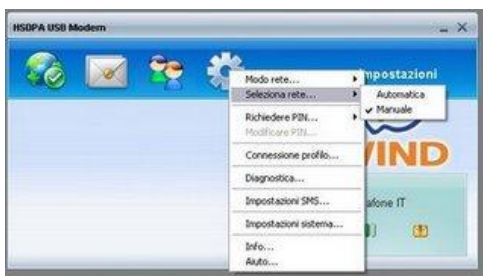 HSDPA USB Modem
Impostazioni
Modo rete...
Seleziona rete...
Automatica
Manuale
Richiedere PIN...
Modificare PIN...
Connessione profilo...
WIND
Diagnostica...
Impostazioni SMS...
afone IT
Impostazioni sistema...
Info...
Aiuto...